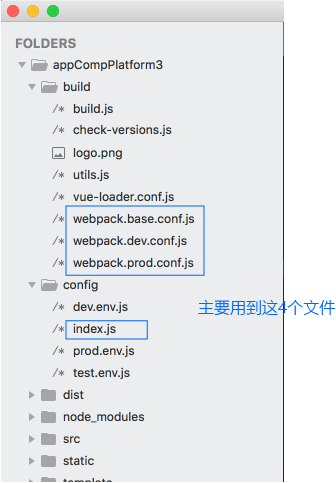 FOLDERS
appCompPlatform3
build
/* build.js
/* check-versions.js
logo.png
/* utils.js
/* vue-loader.conf.js
/* webpack.base.conf.js
/* webpack.dev.conf.js
/* webpack.prod.conf.js
config
/* dev.env.js
主要用到这4个文件
/* index.js
/* prod.env.js
/* test.env.js
dist
node_modules
src
static
template